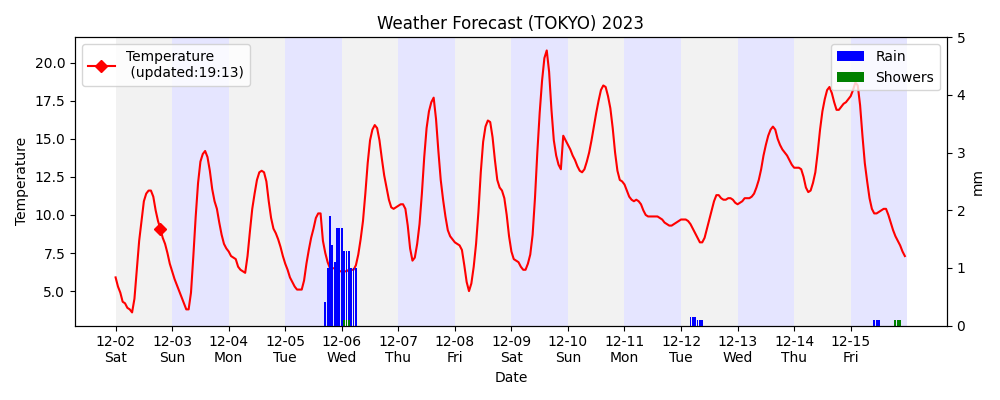 Weather Forecast (TOKYO) 2023
Temperature
(updated:19:13)
Rain
Showers
Temperature
20.0
17.5
15.0
12.5
10.0
7.5
5.0
5
4
3
2
1
0
mm
12-02 12-03 12-04 12-05 12-06 12-07 12-08 12-09 12-10 12-11 12-12 12-13 12-14 12-15
Sat Sun Mon Tue Wed Thu Fri Sat Sun Mon Tue Wed Thu Fri
Date